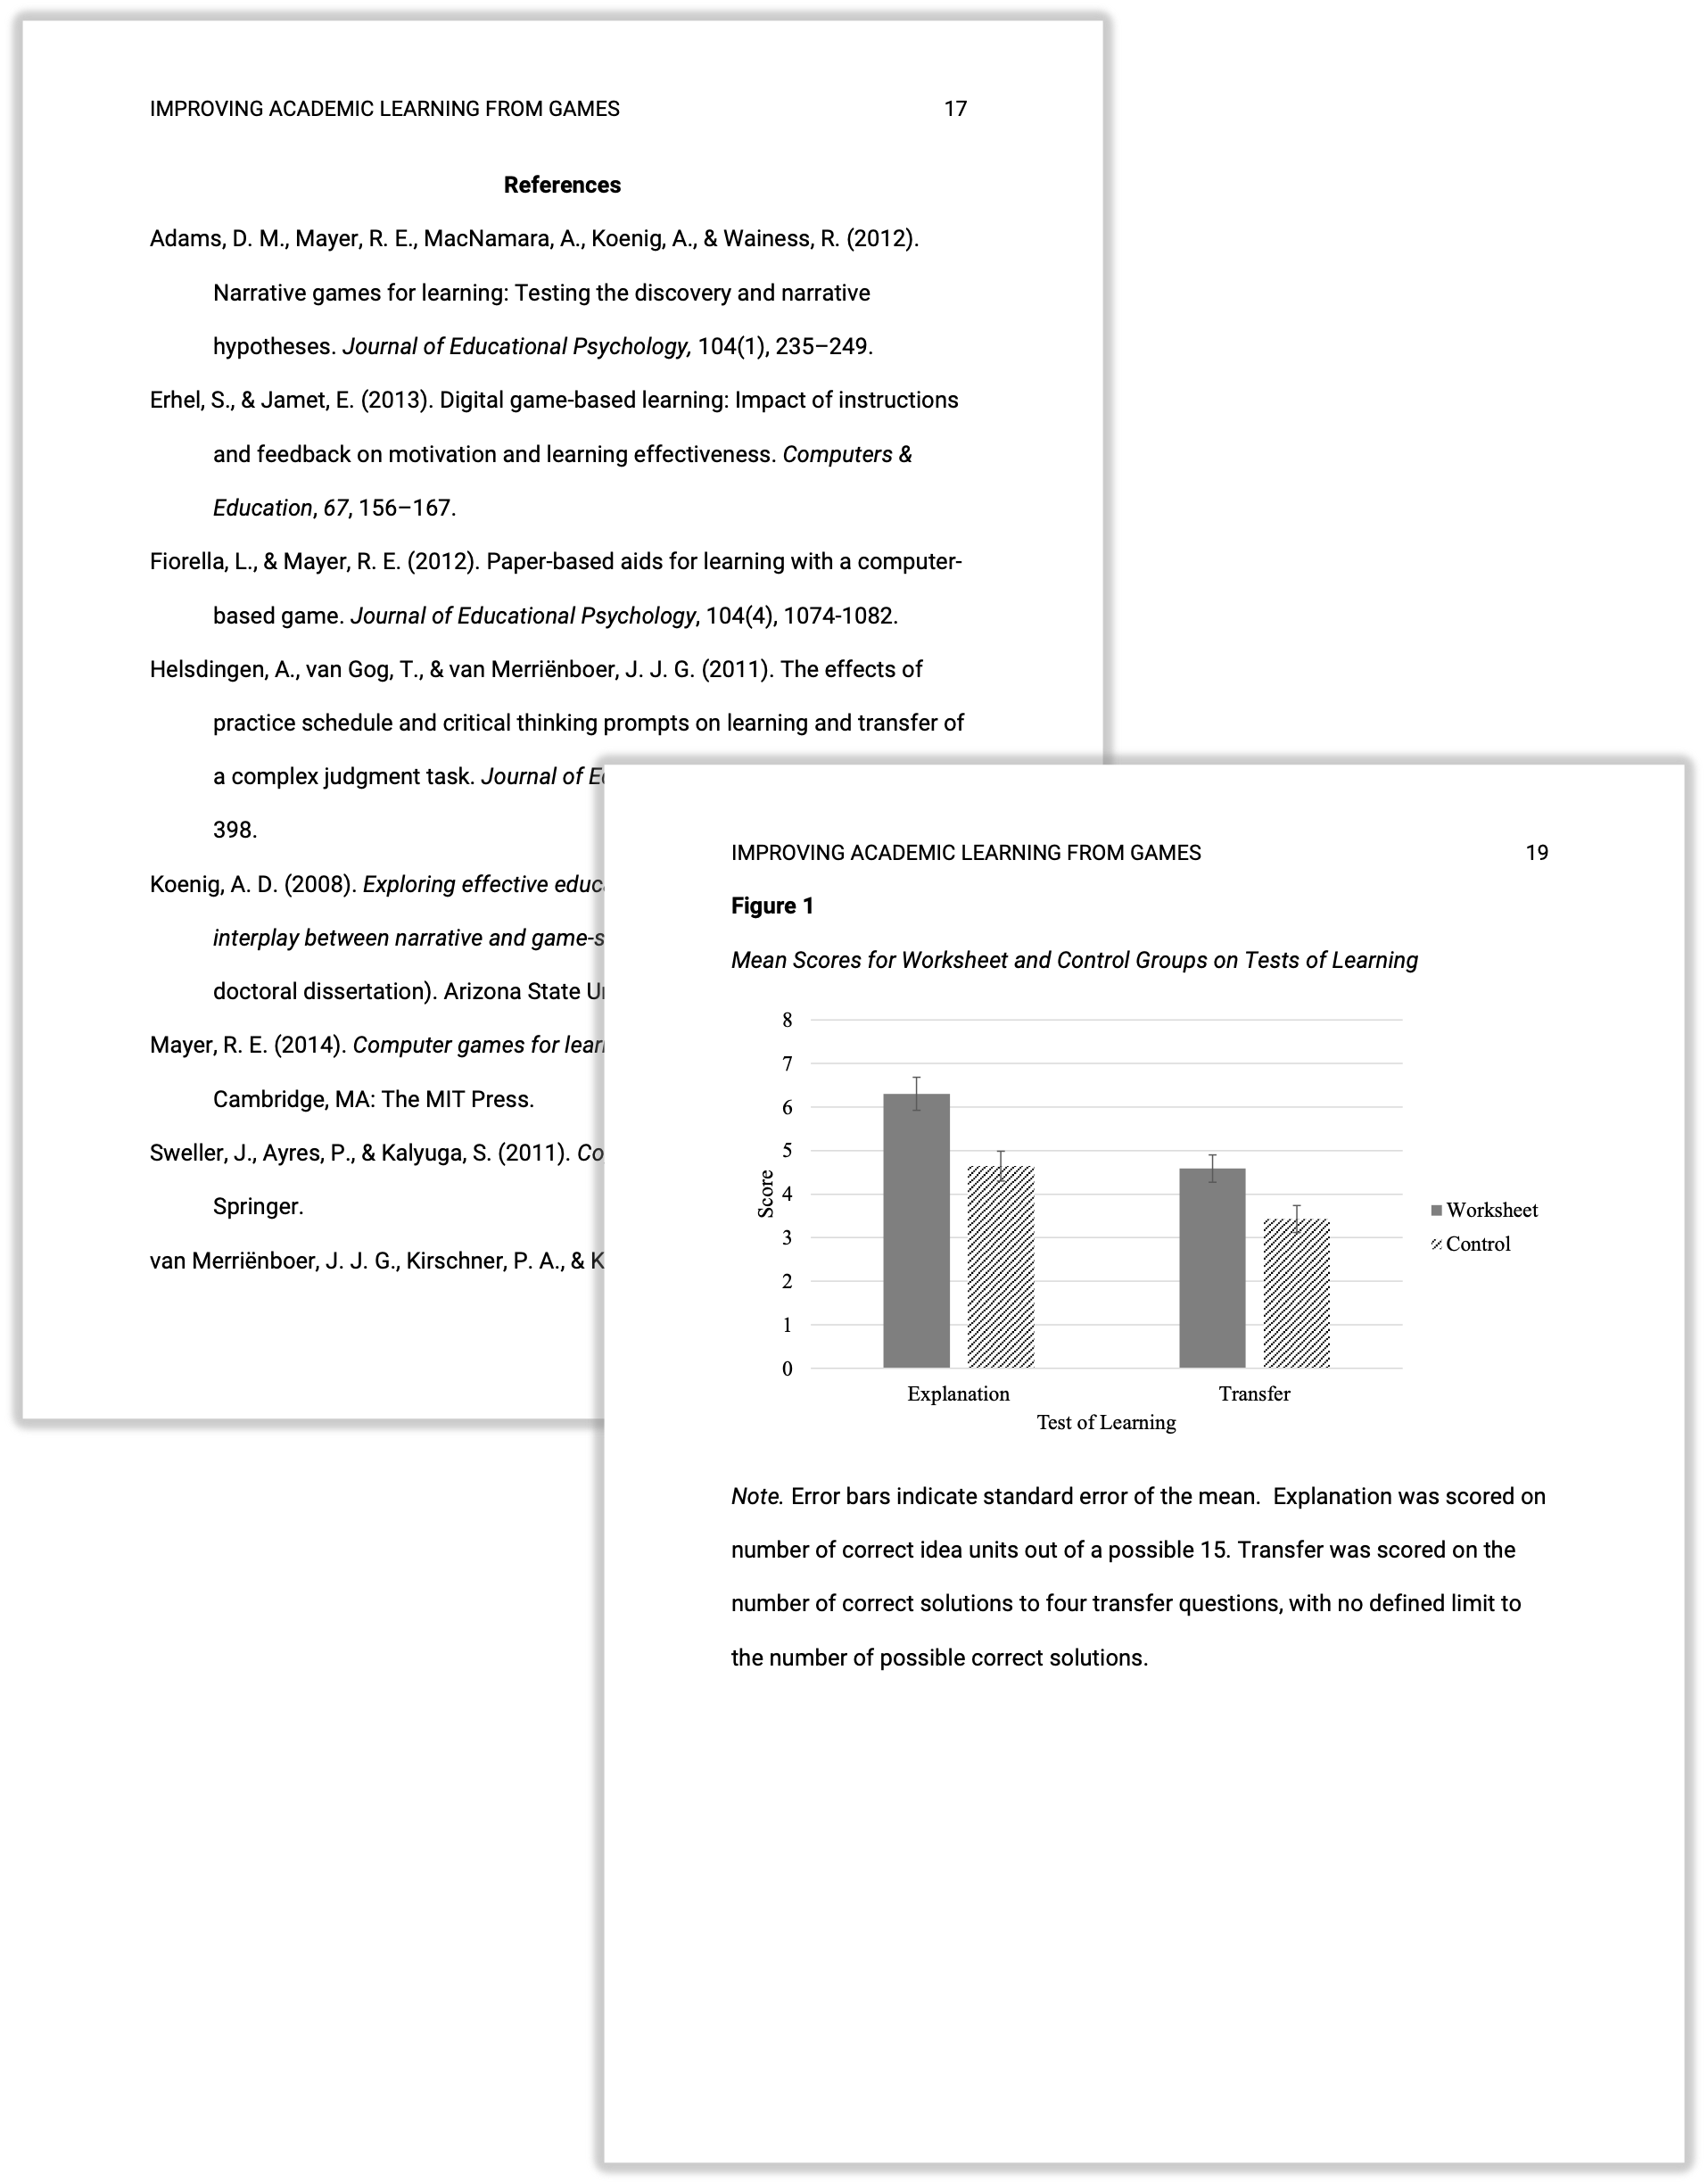 IMPROVING ACADEMIC LEARNING FROM GAMES 17
References
Adams, D. M., Mayer, R. E., MacNamara, A., Koenig, A., & Wainess, R. (2012).
Narrative games for learning: Testing the discovery and narrative
hypotheses. Journal of Educational Psychology, 104(1), 235–249.
Erhel, S., & Jamet, E. (2013). Digital game-based learning: Impact of instructions
and feedback on motivation and learning effectiveness. Computers &
Education, 67, 156–167.
Fiorella, L., & Mayer, R. E. (2012). Paper-based aids for learning with a computer-
based game. Journal of Educational Psychology, 104(4), 1074-1082.
Helsdingen, A., van Gog, T., & van Merriënboer, J. J. G. (2011). The effects of
practice schedule and critical thinking prompts on learning and transfer of
a complex judgment task. Journal of
398.
Koenig, A. D. (2008). Exploring effective
interplay between narrative and
doctoral dissertation). Arizona State
Mayer, R. E. (2014). Computer games for
Cambridge, MA: The MIT Press.
Sweller, J., Ayres, P., & Kalyuga, S. (2011).
Springer.
van Merriënboer, J. J. G., Kirschner, P. A., &
IMPROVING ACADEMIC LEARNING FROM GAMES 19
Figure 1
Mean Scores for Worksheet and Control Groups on Tests of Learning
8
7
6
5
4
3
2
1
0
Score
Explanation Transfer
Test of Learning
Worksheet
Control
Note. Error bars indicate standard error of the mean.  Explanation was scored on
number of correct idea units out of a possible 15. Transfer was scored on the
number of correct solutions to four transfer questions, with no defined limit to
the number of possible correct solutions.